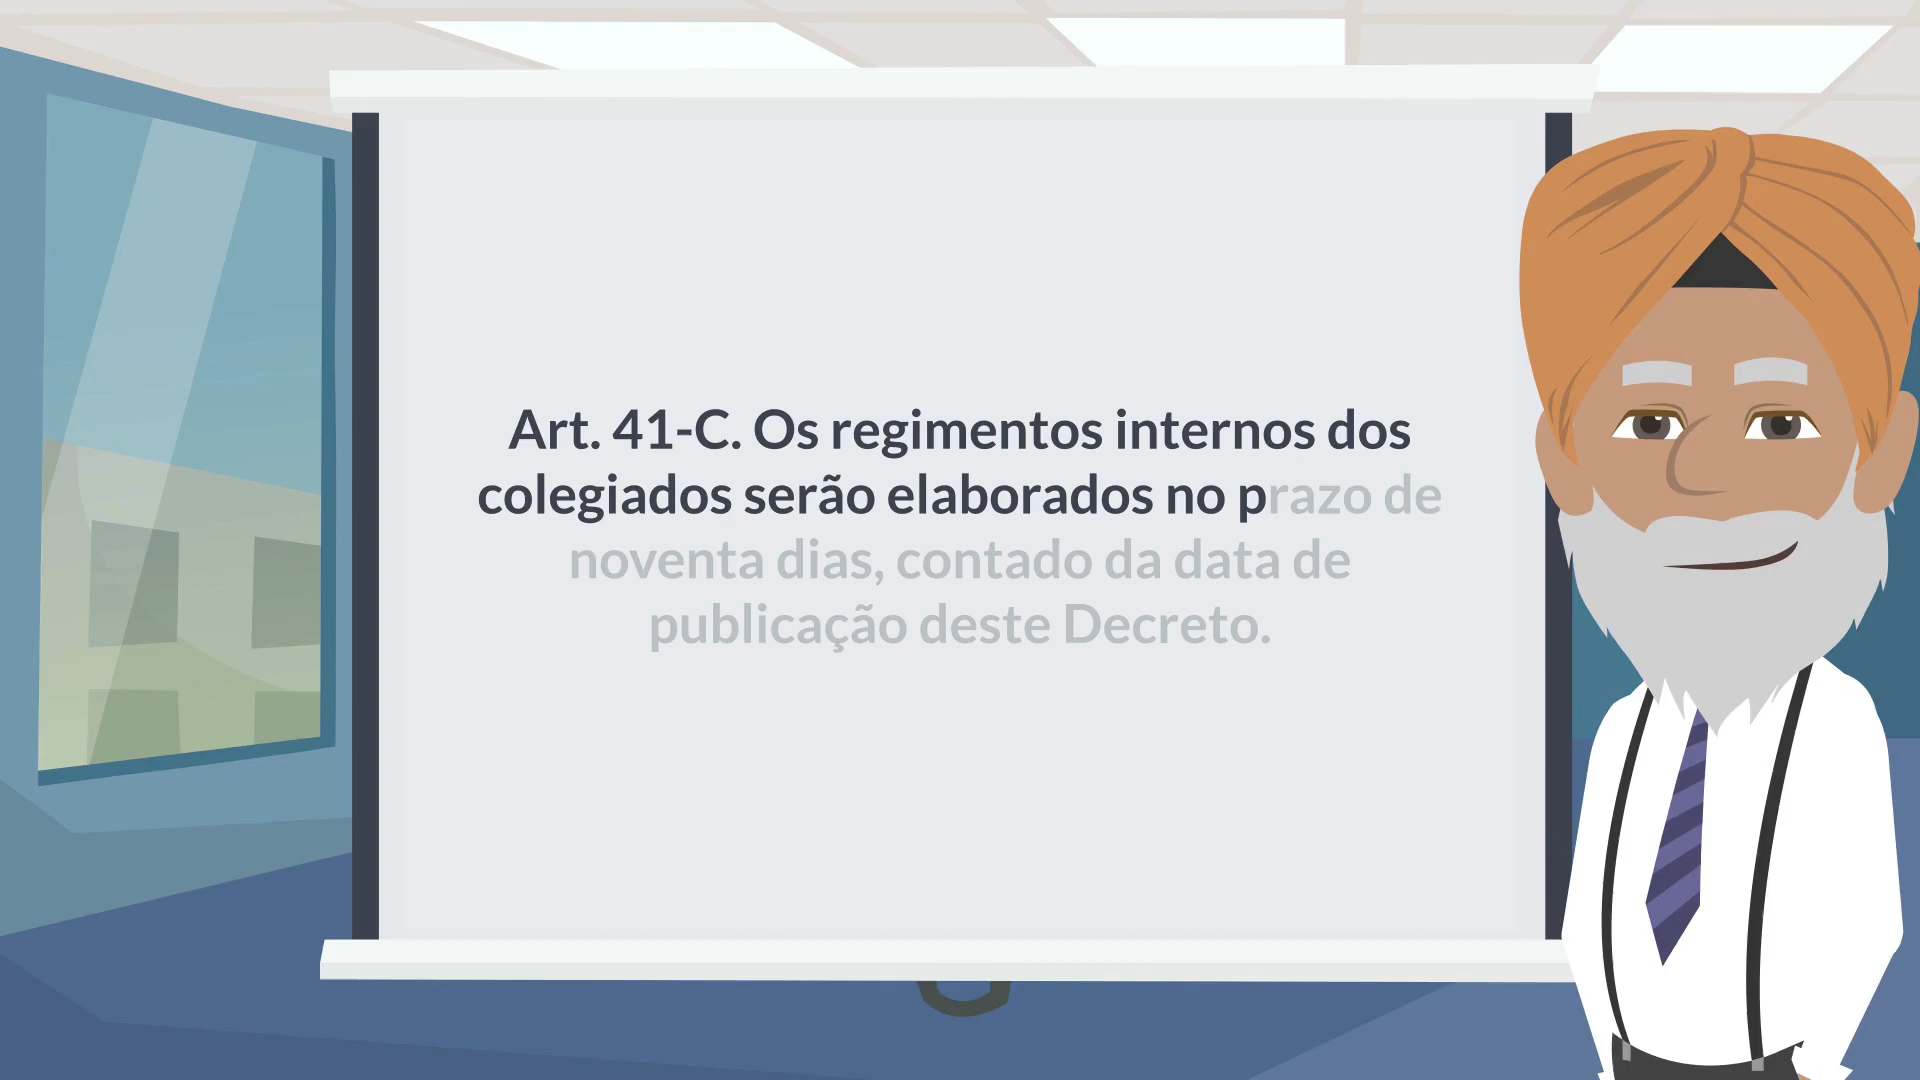 Art. 41-C. Os regimentos internos dos
colegiados serão elaborados no prazo de
noventa dias, contado da data de
publicação deste Decreto.